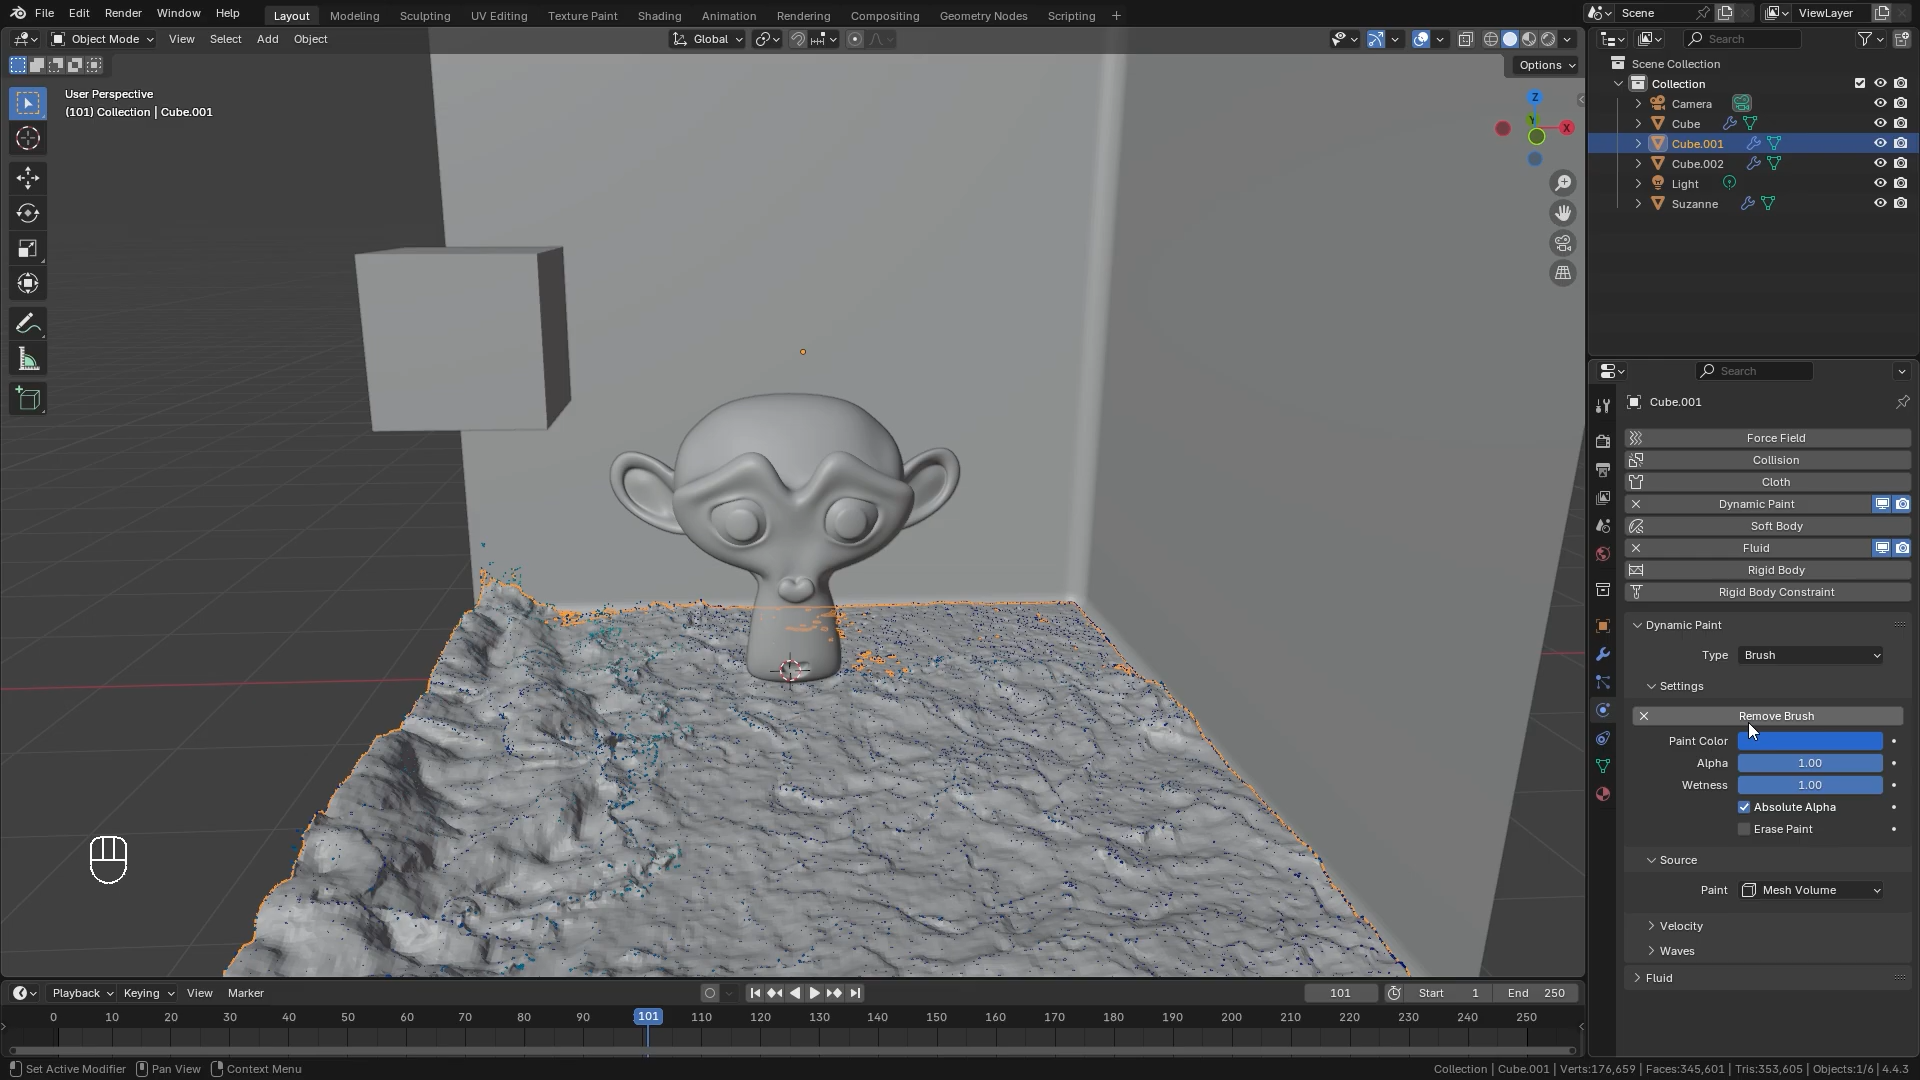 File Edit Render Window Help Layout Modeling Sculpting UV Editing Texture Paint Shading Animation Rendering Compositing Geometry Nodes Scripting + Scene ViewLayer
Object Mode View Select Add Object Global Search
Options
User Perspective
(101) Collection | Cube.001
Z
Y
X
Scene Collection
Collection
Camera
Cube
Cube.001
Cube.002
Light
Suzanne
Search
Cube.001
Force Field
Collision
Cloth
Dynamic Paint
Soft Body
Fluid
Rigid Body
Rigid Body Constraint
Dynamic Paint
Type Brush
Settings
Remove Brush
Paint Color
Alpha 1.00
Wetness 1.00
Absolute Alpha
Erase Paint
Source
Paint Mesh Volume
Velocity
Waves
Fluid
Playback Keying View Marker 101 Start 1 End 250
0 10 20 30 40 50 60 70 80 90 101 110 120 130 140 150 160 170 180 190 200 210 220 230 240 250
Set Active Modifier Pan View Context Menu Collection | Cube.001 | Verts:176,659 | Faces:345,601 | Tris:353,605 | Objects:1/6 | 4.4.3